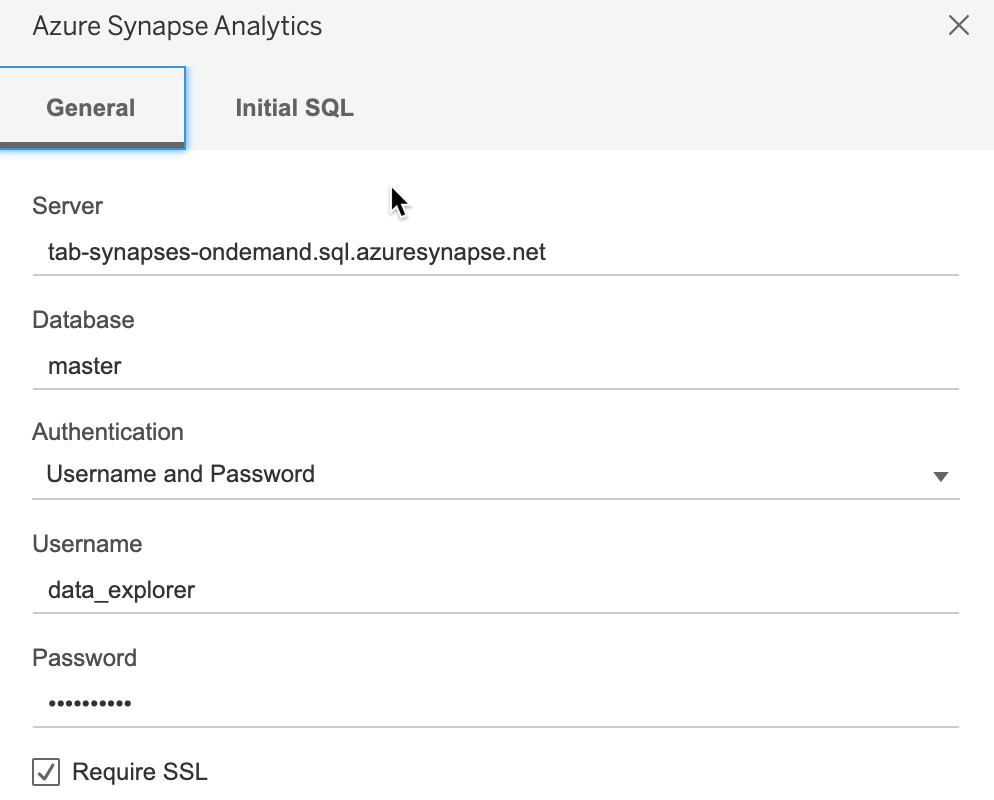 Azure Synapse Analytics
General
Initial SQL
Server
tab-synapses-ondemand.sql.azuresynapse.net
Database
master
Authentication
Username and Password
Username
data_explorer
Password
••••••••••
Require SSL